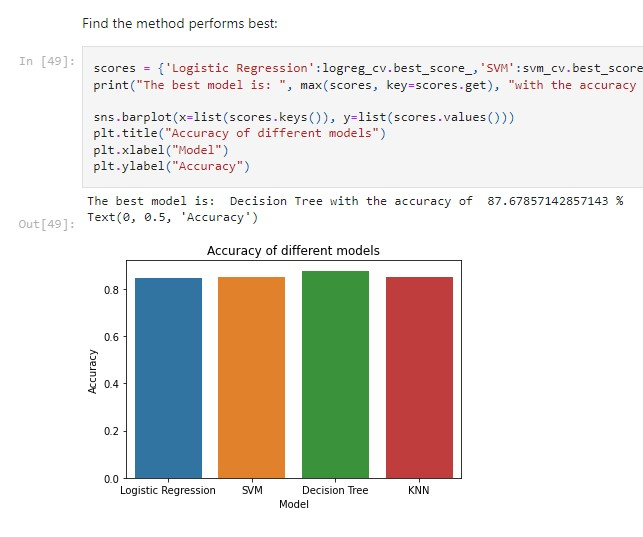 Find the method performs best:
In [49]:
scores = {'Logistic Regression':logreg_cv.best_score_,'SVM':svm_cv.best_score
print("The best model is: ", max(scores, key=scores.get), "with the accuracy
sns.barplot(x=list(scores.keys()), y=list(scores.values()))
plt.title("Accuracy of different models")
plt.xlabel("Model")
plt.ylabel("Accuracy")
The best model is:  Decision Tree with the accuracy of  87.67857142857143 %
Out[49]:
Text(0, 0.5, 'Accuracy')
Accuracy of different models
0.8
0.6
0.4
0.2
0.0
Accuracy
Logistic Regression SVM Decision Tree KNN
Model